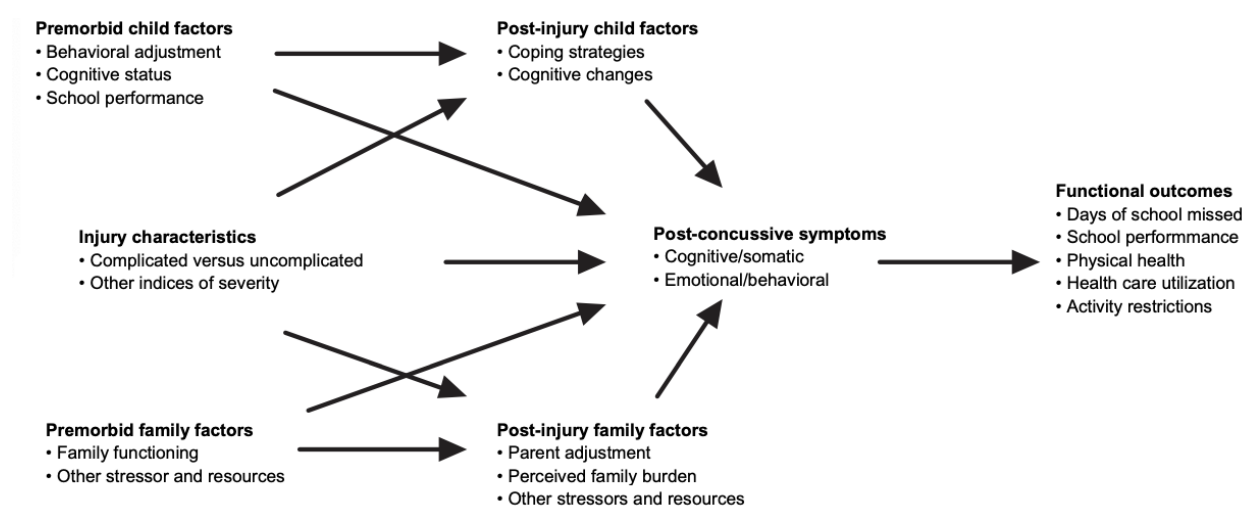 Premorbid child factors
• Behavioral adjustment
• Cognitive status
• School performance
Post-injury child factors
• Coping strategies
• Cognitive changes
Injury characteristics
• Complicated versus uncomplicated
• Other indices of severity
Post-concussive symptoms
• Cognitive/somatic
• Emotional/behavioral
Functional outcomes
• Days of school missed
• School performmance
• Physical health
• Health care utilization
• Activity restrictions
Premorbid family factors
• Family functioning
• Other stressor and resources
Post-injury family factors
• Parent adjustment
• Perceived family burden
• Other stressors and resources